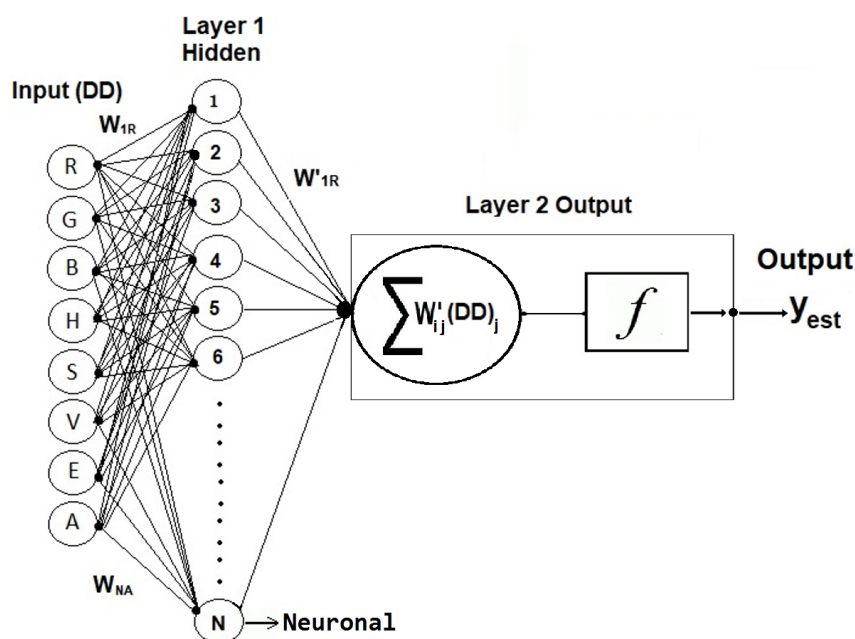 Layer 1
Hidden
Input (DD)
W1R
R
G
B
H
S
V
E
A
WNA
1
2
3
4
5
6
N
Neuronal
W'1R
Layer 2 Output
∑ W'ij(DD)j
f
Output
yest